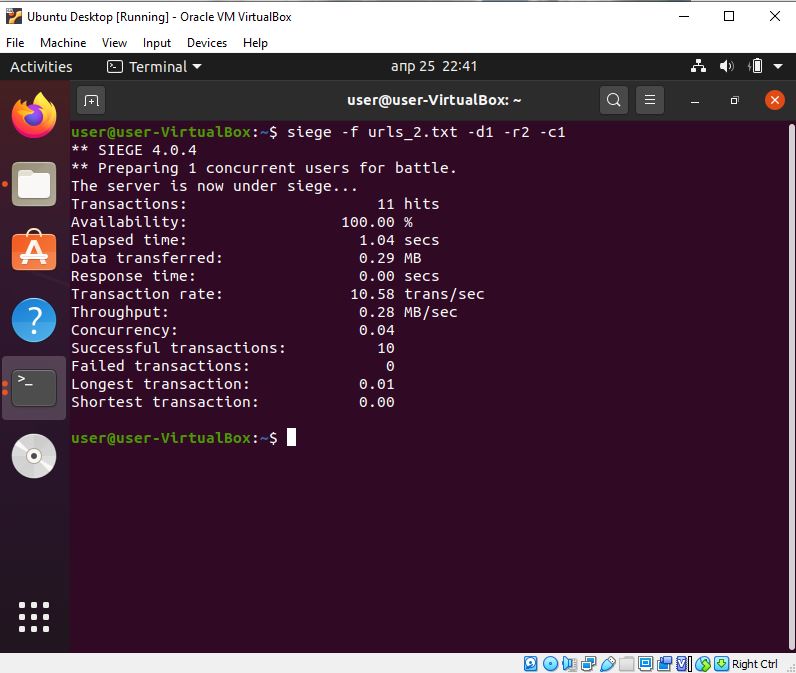 Ubuntu Desktop [Running] - Oracle VM VirtualBox
File Machine View Input Devices Help
Activities Terminal апр 25 22:41
user@user-VirtualBox: ~
user@user-VirtualBox:~$ siege -f urls_2.txt -d1 -r2 -c1
** SIEGE 4.0.4
** Preparing 1 concurrent users for battle.
The server is now under siege...
Transactions: 11 hits
Availability: 100.00 %
Elapsed time: 1.04 secs
Data transferred: 0.29 MB
Response time: 0.00 secs
Transaction rate: 10.58 trans/sec
Throughput: 0.28 MB/sec
Concurrency: 0.04
Successful transactions: 10
Failed transactions: 0
Longest transaction: 0.01
Shortest transaction: 0.00
user@user-VirtualBox:~$
Right Ctrl